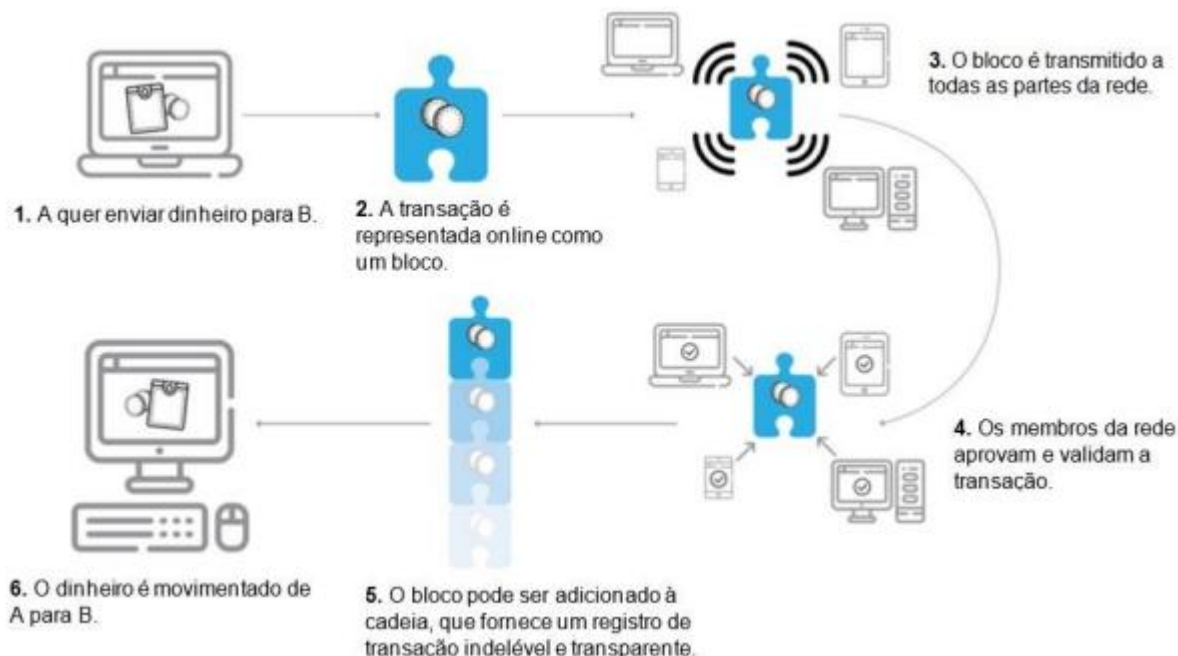 1. A quer enviar dinheiro para B.
2. A transação é
representada online como
um bloco.
3. O bloco é transmitido a
todas as partes da rede.
4. Os membros da rede
aprovam e validam a
transação.
5. O bloco pode ser adicionado à
cadeia, que fornece um registro de
transação indelével e transparente.
6. O dinheiro é movimentado de
A para B.